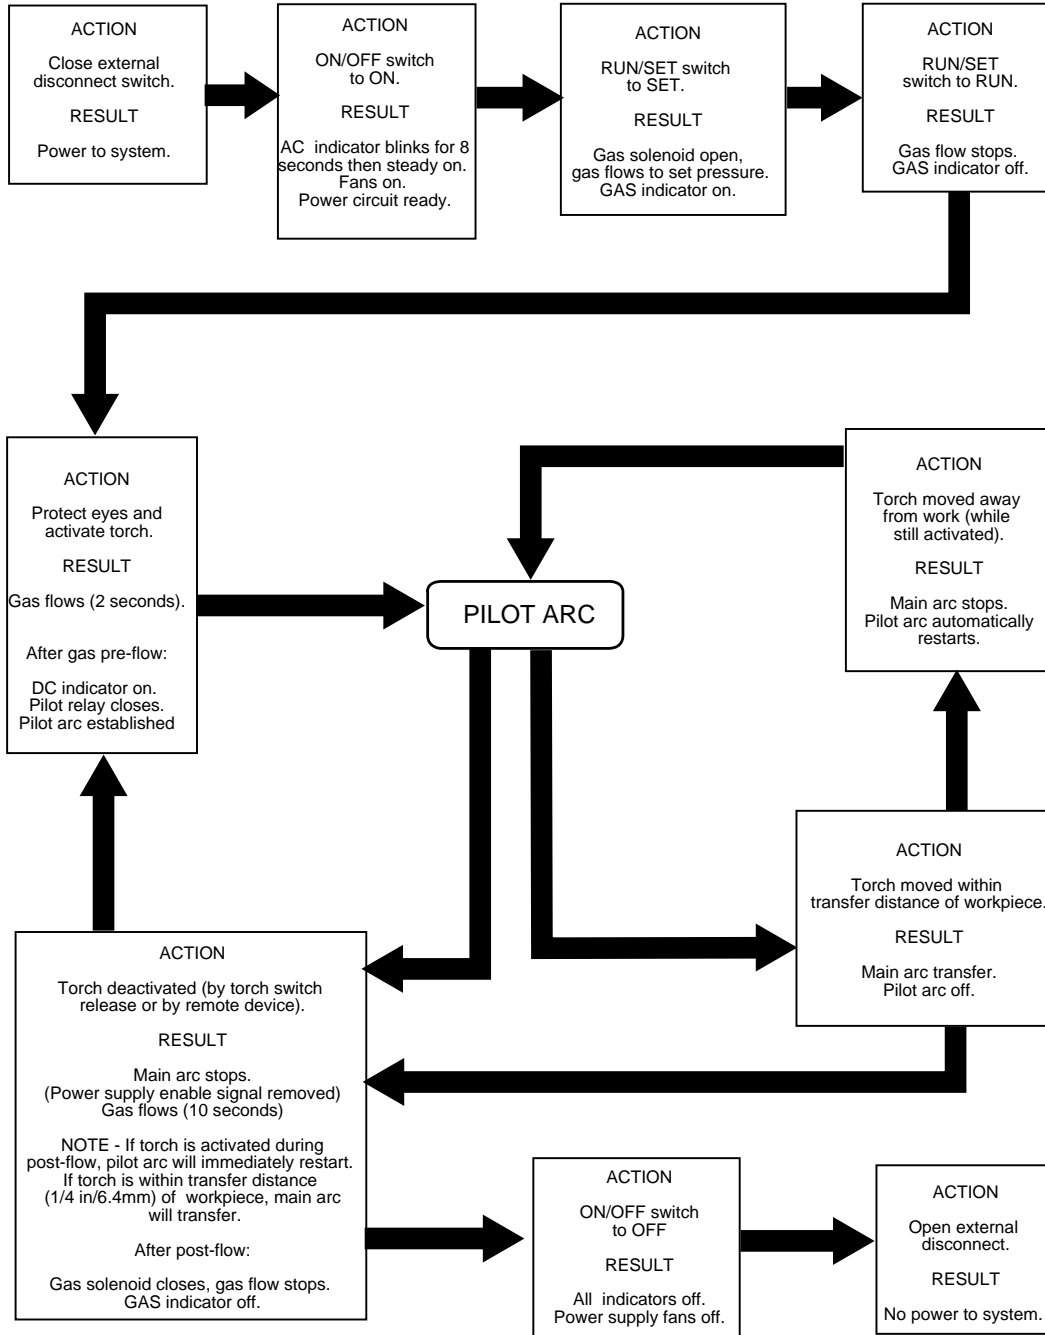 ACTION
Close external
disconnect switch.
RESULT
Power to system.
ACTION
ON/OFF switch
to ON.
RESULT
AC indicator blinks for 8
seconds then steady on.
Fans on.
Power circuit ready.
ACTION
RUN/SET switch
to SET.
RESULT
Gas solenoid open,
gas flows to set pressure.
GAS indicator on.
ACTION
RUN/SET
switch to RUN.
RESULT
Gas flow stops.
GAS indicator off.
ACTION
Protect eyes and
activate torch.
RESULT
Gas flows (2 seconds).
After gas pre-flow:
DC indicator on.
Pilot relay closes.
Pilot arc established
PILOT ARC
ACTION
Torch moved away
from work (while
still activated).
RESULT
Main arc stops.
Pilot arc automatically
restarts.
ACTION
Torch moved within
transfer distance of workpiece.
RESULT
Main arc transfer.
Pilot arc off.
ACTION
Torch deactivated (by torch switch
release or by remote device).
RESULT
Main arc stops.
(Power supply enable signal removed)
Gas flows (10 seconds)
NOTE - If torch is activated during
post-flow, pilot arc will immediately restart.
If torch is within transfer distance
(1/4 in/6.4mm) of workpiece, main arc
will transfer.
After post-flow:
Gas solenoid closes, gas flow stops.
GAS indicator off.
ACTION
ON/OFF switch
to OFF
RESULT
All indicators off.
Power supply fans off.
ACTION
Open external
disconnect.
RESULT
No power to system.